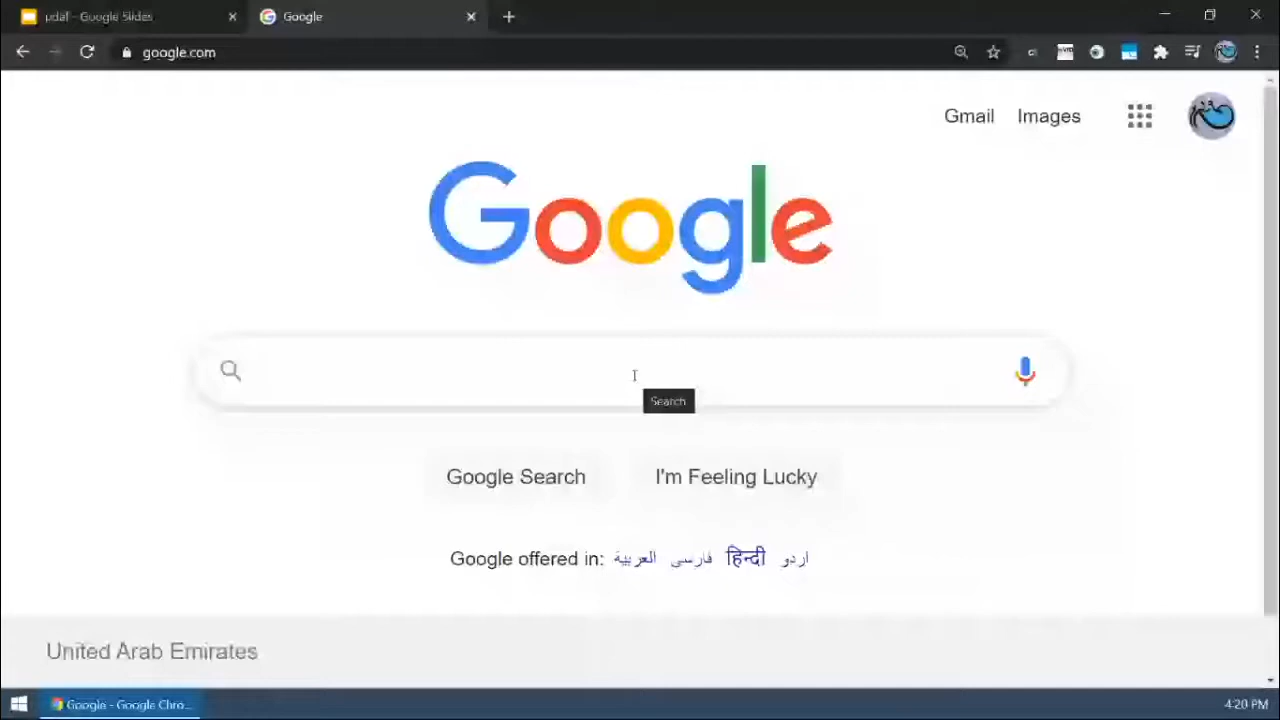 udal - Google Slides
Google
google.com
Gmail Images
Google
Search
Google Search I'm Feeling Lucky
Google offered in: العربية فارسی हिन्दी اردو
United Arab Emirates
Google - Google Chro...
4:20 PM